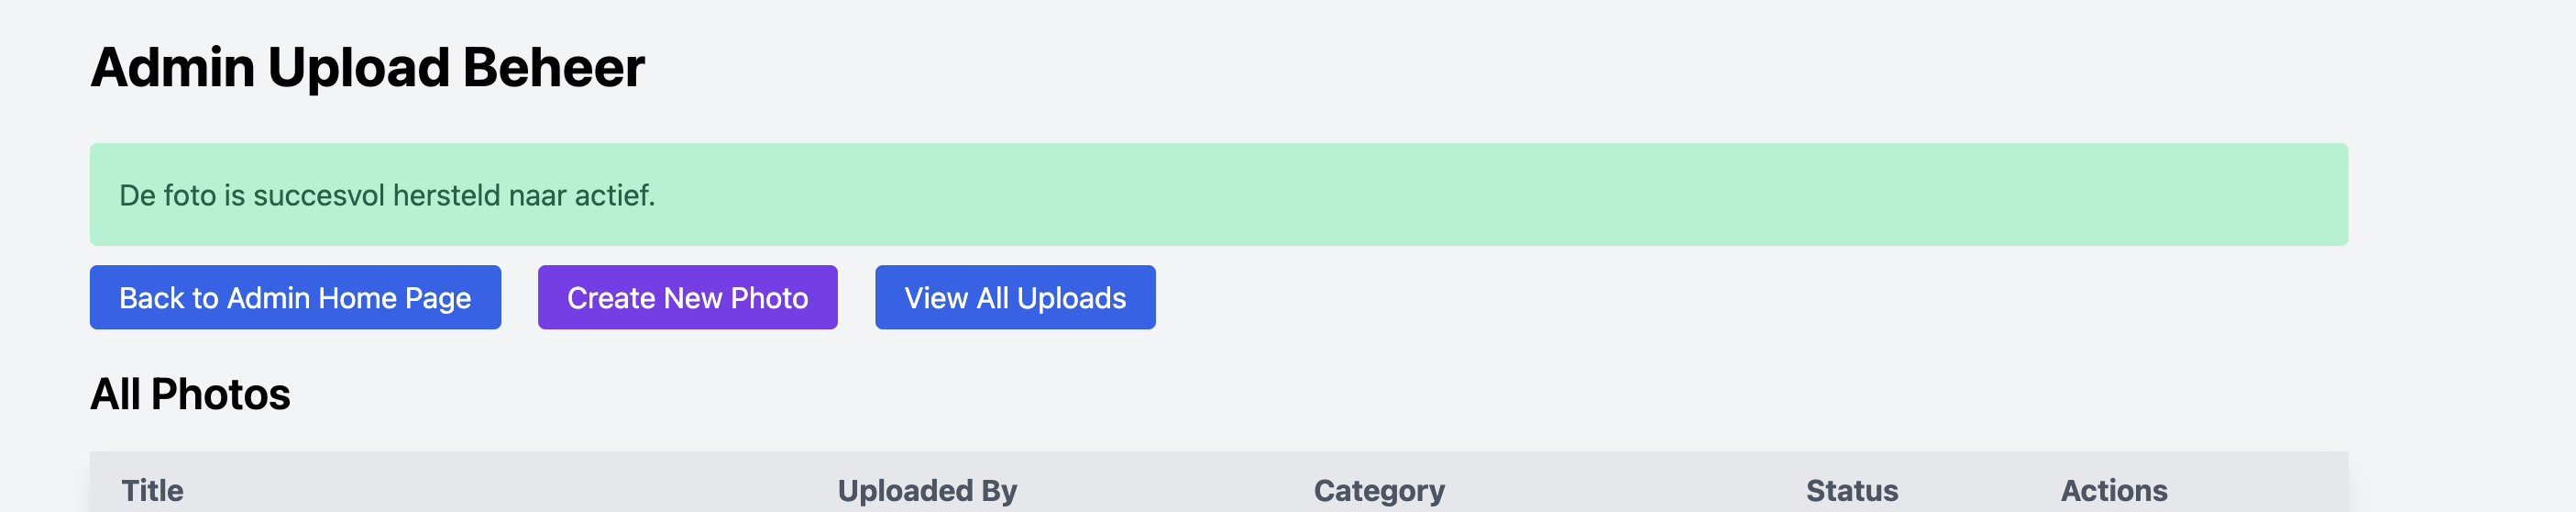 Admin Upload Beheer
De foto is succesvol hersteld naar actief.
Back to Admin Home Page Create New Photo View All Uploads
All Photos
Title Uploaded By Category Status Actions